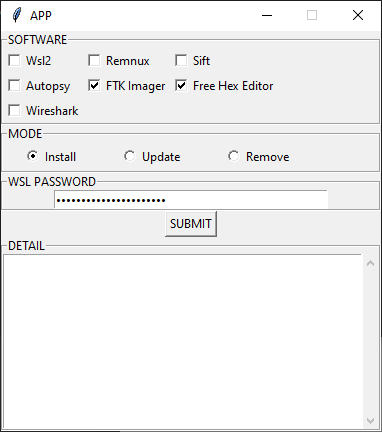 APP
SOFTWARE
Wsl2 Remnux Sift
Autopsy FTK Imager Free Hex Editor
Wireshark
MODE
Install Update Remove
WSL PASSWORD
••••••••••••••••••••••
SUBMIT
DETAIL